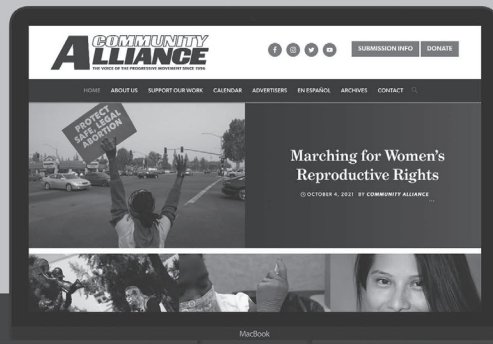 COMMUNITY
ALLIANCE
THE VOICE OF THE PROGRESSIVE MOVEMENT SINCE 1996
SUBMISSION INFO
DONATE
HOME ABOUT US SUPPORT OUR WORK CALENDAR ADVERTISERS EN ESPAÑOL ARCHIVES CONTACT
PROTECT
SAFE, LEGAL
ABORTION
Marching for Women's
Reproductive Rights
OCTOBER 4, 2021 BY COMMUNITY ALLIANCE
MacBook